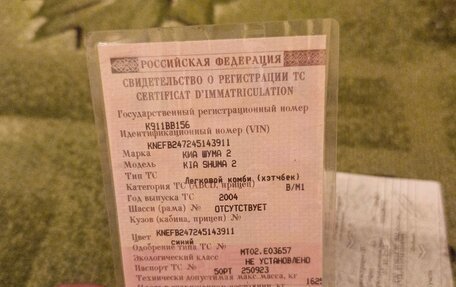 РОССИЙСКАЯ ФЕДЕРАЦИЯ
СВИДЕТЕЛЬСТВО О РЕГИСТРАЦИИ ТС
CERTIFICAT D'IMMATRICULATION
Государственный регистрационный номер
К911ВВ156
Идентификационный номер (VIN)
KNEFB247245143911
Марка КИА ШУМА 2
Модель KIA SHUMA 2
Тип ТС Легковой комби (хэтчбек)
Категория ТС (ABCD, прицеп) B/M1
Год выпуска ТС 2004
Шасси (рама) № ОТСУТСТВУЕТ
Кузов (кабина, прицеп) №
KNEFB247245143911
Цвет синий
Одобрение типа ТС № МТ02.Е03657
Экологический класс НЕ УСТАНОВЛЕНО
Паспорт ТС 50РТ 250923
Технически допустимая макс.масса, кг